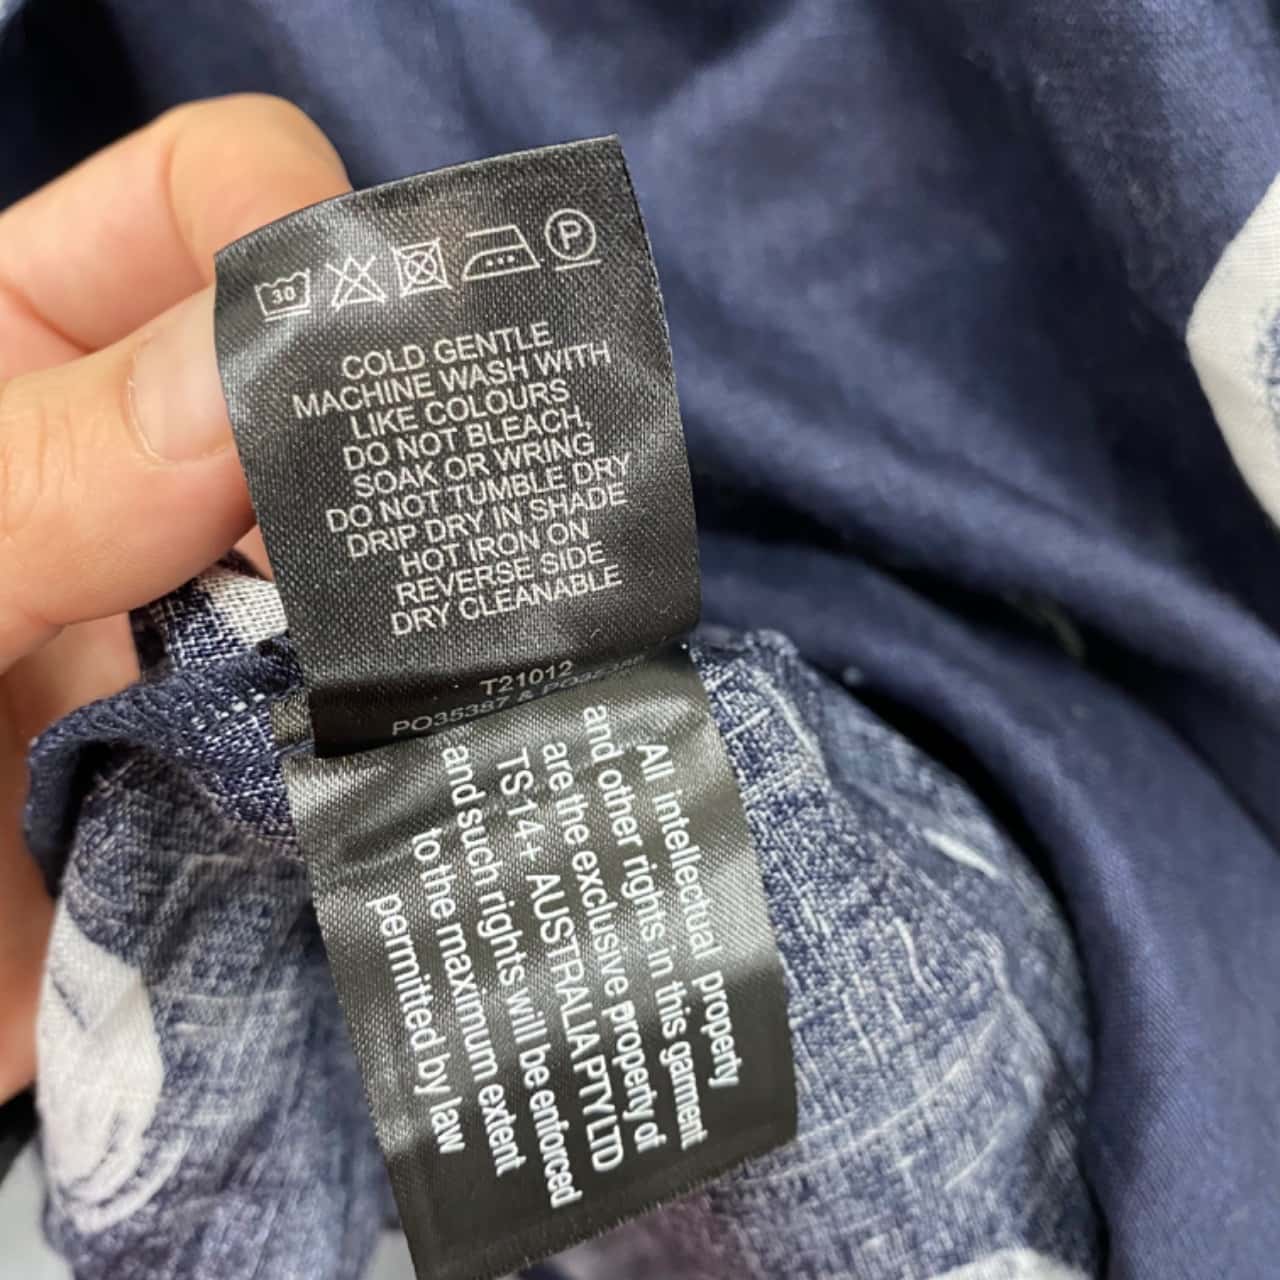 30
P
COLD GENTLE
MACHINE WASH WITH
LIKE COLOURS
DO NOT BLEACH,
SOAK OR WRING
DO NOT TUMBLE DRY
DRIP DRY IN SHADE
HOT IRON ON
REVERSE SIDE
DRY CLEANABLE
T21012
PO35387 &
All intellectual property
and other rights in this garment
are the exclusive property of
TS 14+ AUSTRALIA PTY LTD
and such rights will be enforced
to the maximum extent
permitted by law